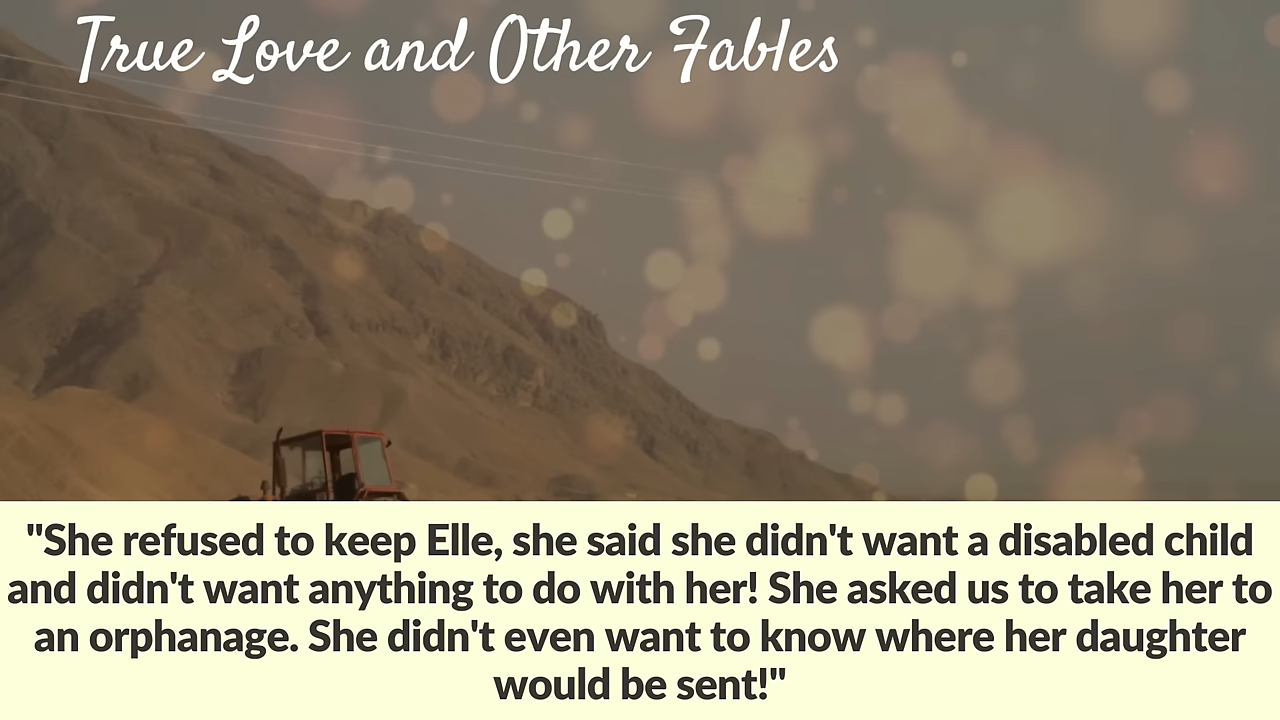 True Love and Other Fables
"She refused to keep Elle, she said she didn't want a disabled child
and didn't want anything to do with her! She asked us to take her to
an orphanage. She didn't even want to know where her daughter
would be sent!"